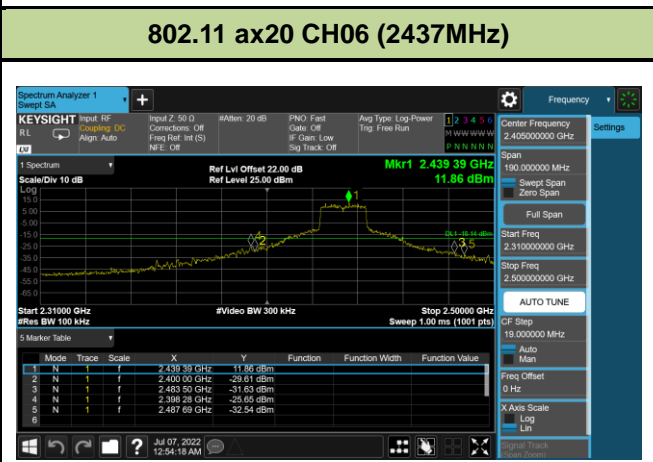 802.11 ax20 CH06 (2437MHz)
Spectrum Analyzer 1
Swept SA
Frequency
KEYSIGHT
RL
Input: RF
Coupling: DC
Align: Auto
Input Z: 50 Ω
Corrections: Off
Freq Ref: Int (S)
NFE: Off
#Atten: 20 dB
PNO: Fast
Gate: Off
IF Gain: Low
Sig Track: Off
Avg Type: Log-Power
Trig: Free Run
1 2 3 4 5 6
M W W W W W
P N N N N N
1 Spectrum
Scale/Div 10 dB
Ref Lvl Offset 22.00 dB
Ref Level 25.00 dBm
Mkr1 2.439 39 GHz
11.86 dBm
Log
15.0
5.00
-5.00
-15.0
-25.0
-35.0
-45.0
-55.0
-65.0
1
DL1 -18.14 dBm
4
2
3
5
Start 2.31000 GHz
#Res BW 100 kHz
#Video BW 300 kHz
Stop 2.50000 GHz
Sweep 1.00 ms (1001 pts)
5 Marker Table
Mode Trace Scale X Y Function Function Width Function Value
1 N 1 f 2.439 39 GHz 11.86 dBm
2 N 1 f 2.400 00 GHz -29.61 dBm
3 N 1 f 2.483 50 GHz -31.63 dBm
4 N 1 f 2.398 28 GHz -25.65 dBm
5 N 1 f 2.487 69 GHz -32.54 dBm
6
Center Frequency
2.405000000 GHz
Settings
Span
190.000000 MHz
Swept Span
Zero Span
Full Span
Start Freq
2.310000000 GHz
Stop Freq
2.500000000 GHz
AUTO TUNE
CF Step
19.000000 MHz
Auto
Man
Freq Offset
0 Hz
X Axis Scale
Log
Lin
Signal Track
(Span Zoom)
?
Jul 07, 2022
12:54:18 AM